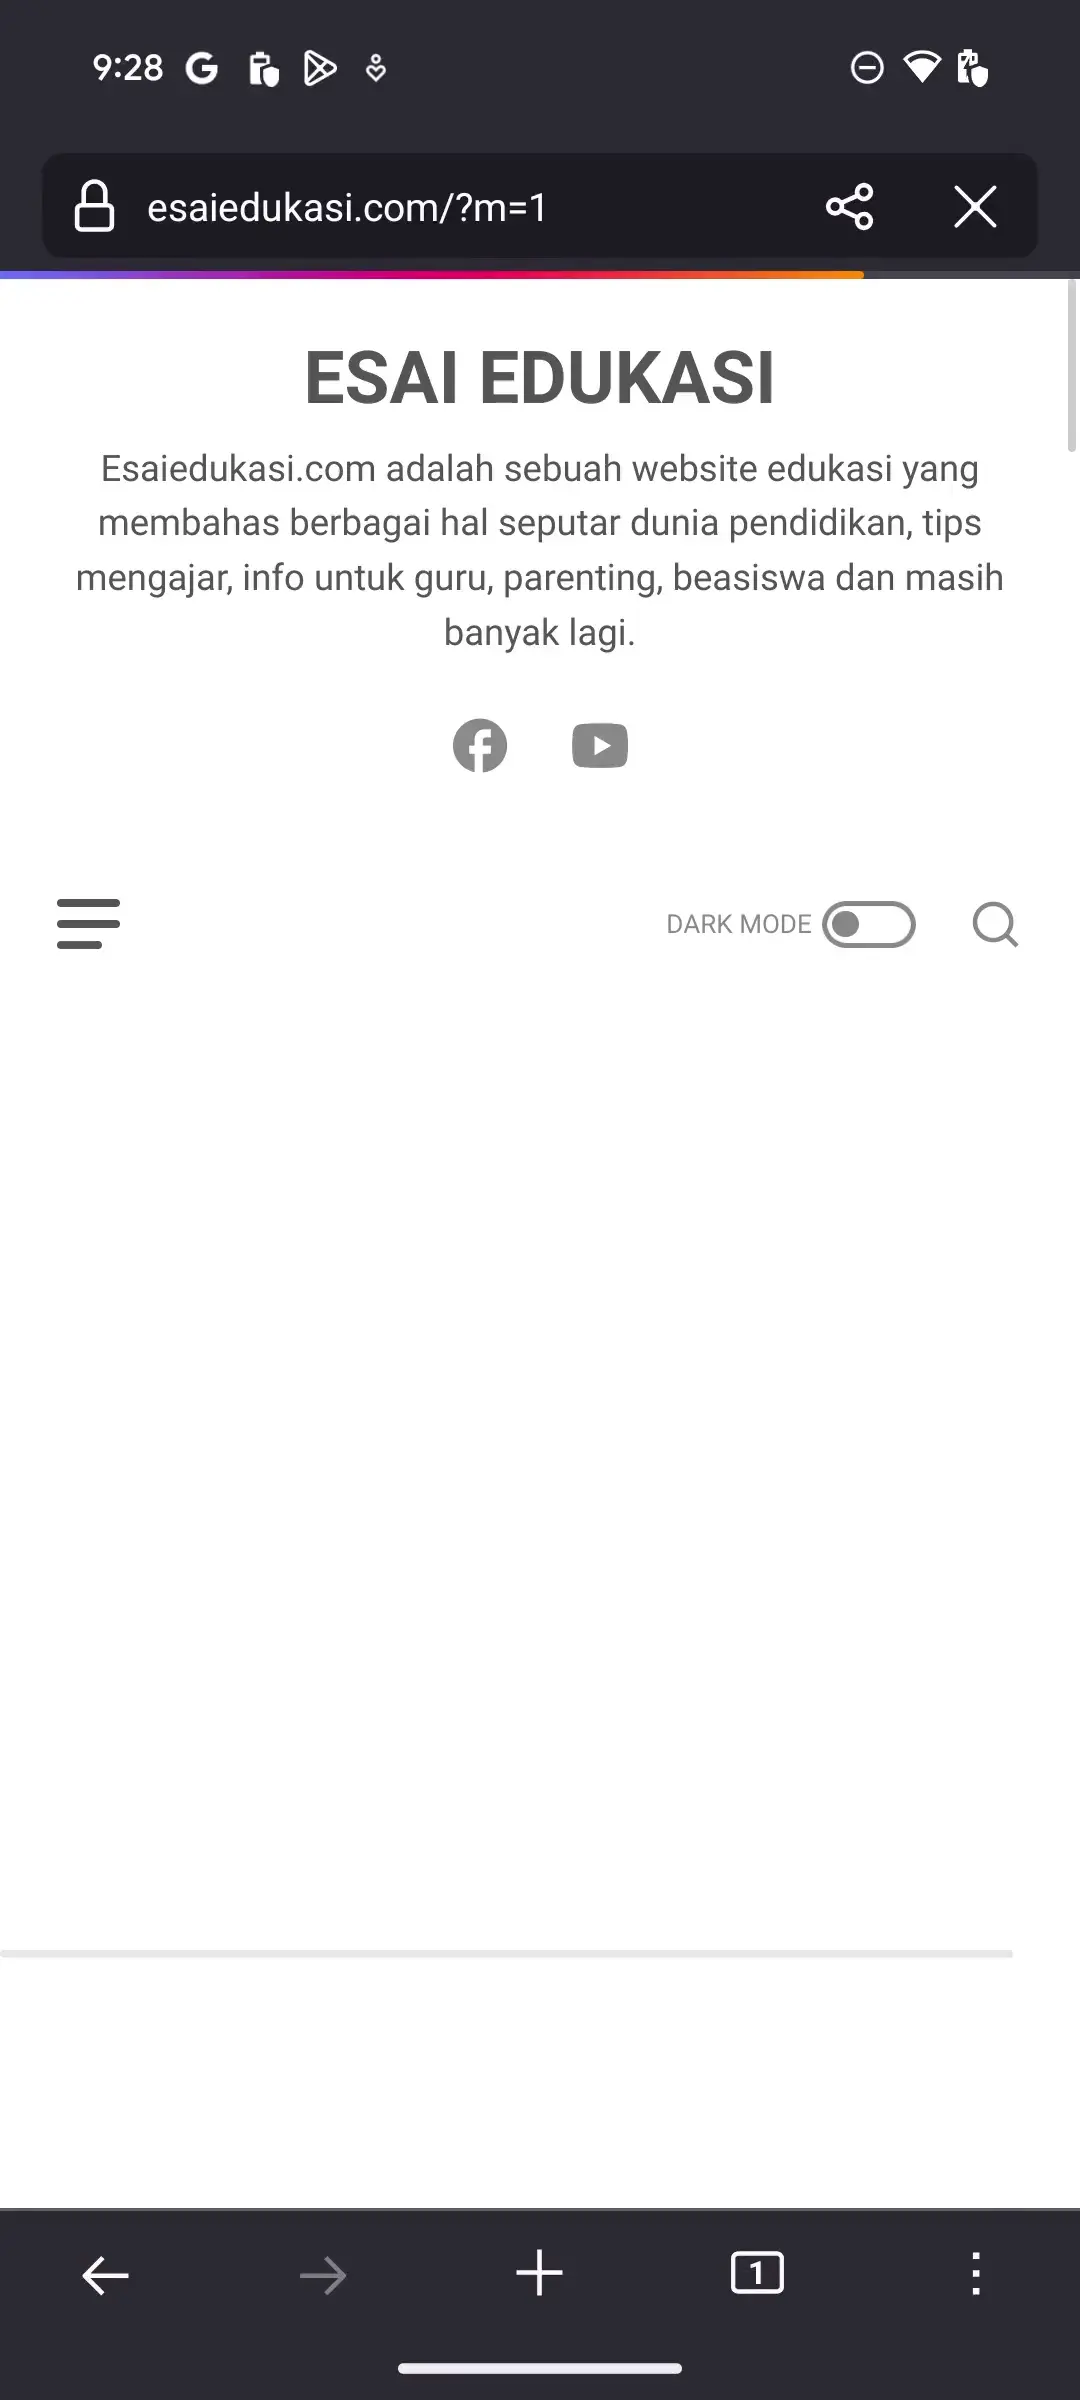 9:28
esaiedukasi.com/?m=1
ESAI EDUKASI
Esaiedukasi.com adalah sebuah website edukasi yang
membahas berbagai hal seputar dunia pendidikan, tips
mengajar, info untuk guru, parenting, beasiswa dan masih
banyak lagi.
DARK MODE
1